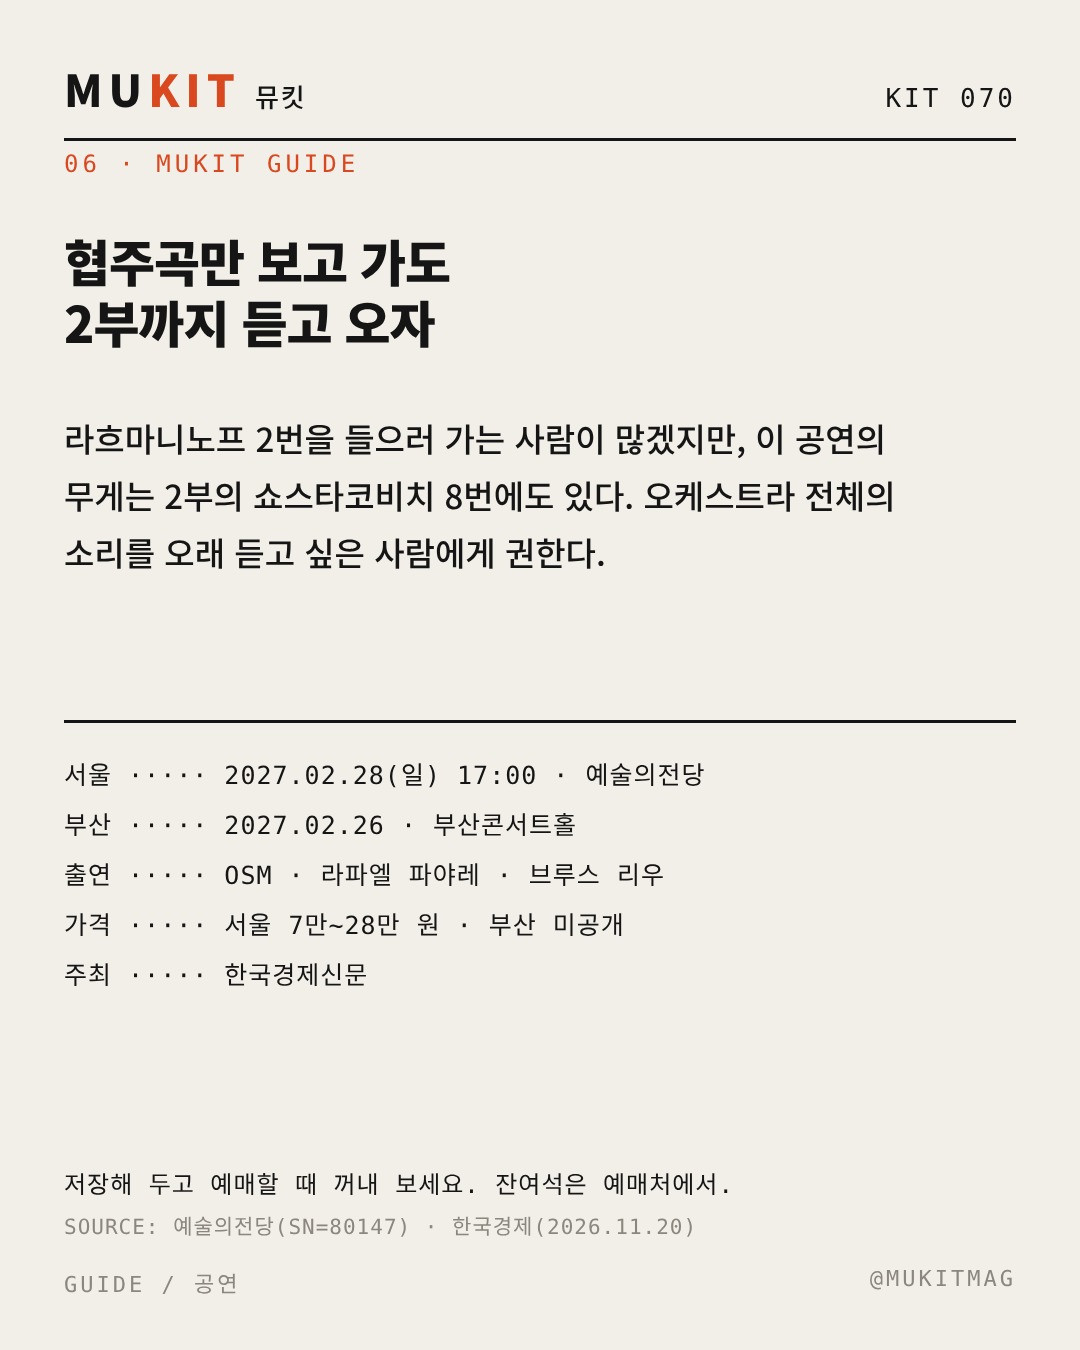 MUKIT 뮤킷
KIT 070
06 · MUKIT GUIDE
협주곡만 보고 가도
2부까지 듣고 오자
라흐마니노프 2번을 들으러 가는 사람이 많겠지만, 이 공연의
무게는 2부의 쇼스타코비치 8번에도 있다. 오케스트라 전체의
소리를 오래 듣고 싶은 사람에게 권한다.
서울 ····· 2027.02.28(일) 17:00 · 예술의전당
부산 ····· 2027.02.26 · 부산콘서트홀
출연 ····· OSM · 라파엘 파야레 · 브루스 리우
가격 ····· 서울 7만~28만 원 · 부산 미공개
주최 ····· 한국경제신문
저장해 두고 예매할 때 꺼내 보세요. 잔여석은 예매처에서.
SOURCE: 예술의전당(SN=80147) · 한국경제(2026.11.20)
GUIDE / 공연
@MUKITMAG